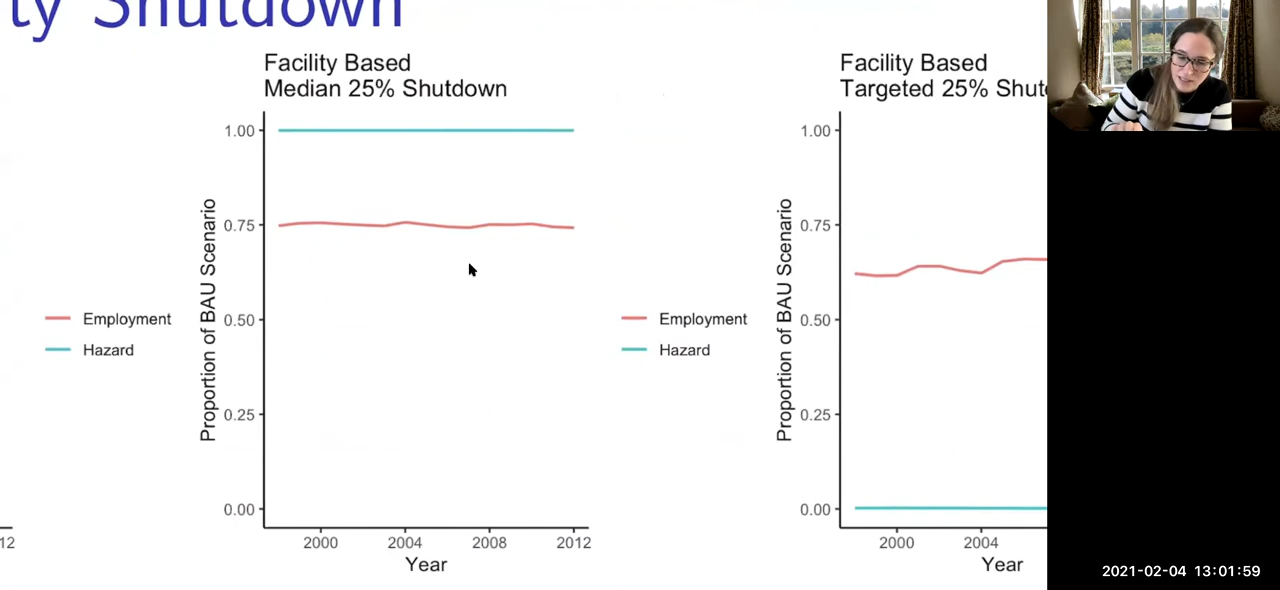 ty Shutdown
12
Facility Based
Median 25% Shutdown
1.00
0.75
0.50
0.25
0.00
Proportion of BAU Scenario
2000 2004 2008 2012
Year
Employment
Hazard
Facility Based
Targeted 25% Shut
1.00
0.75
0.50
0.25
0.00
Proportion of BAU Scenario
2000 2004
Year
Employment
Hazard
2021-02-04 13:01:59